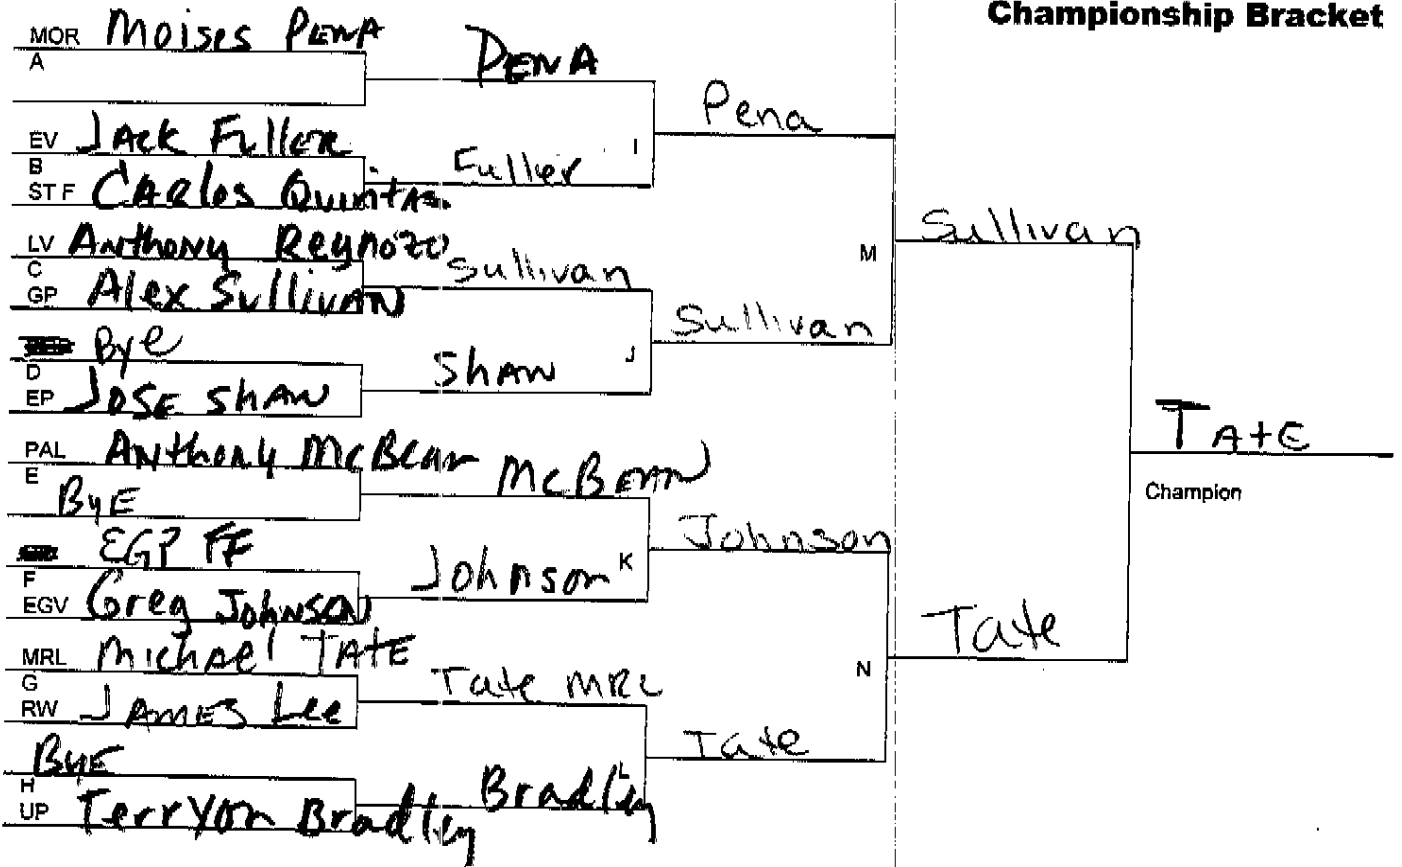 Championship Bracket
MOR Moises PENA
A
PENA
Pena
EV JACK FULLER
I
B
Fuller
ST F CARlos Quintas.
Sullivan
LV Anthony Reynozo
M
C
Sullivan
GP Alex SullivAN
Sullivan
Bye
J
D
SHAW
EP JOSE SHAW
TATE
PAL Anthony McBean
E
McBEAN
Champion
ByE
Johnson
EGP FF
K
F
Johnson
EGV Greg JohnSon
Tate
MRL Michael TATE
N
G
Tate MRL
RW JAMES Lee
Tate
BYE
L
H
Bradley
UP Terryon Bradley